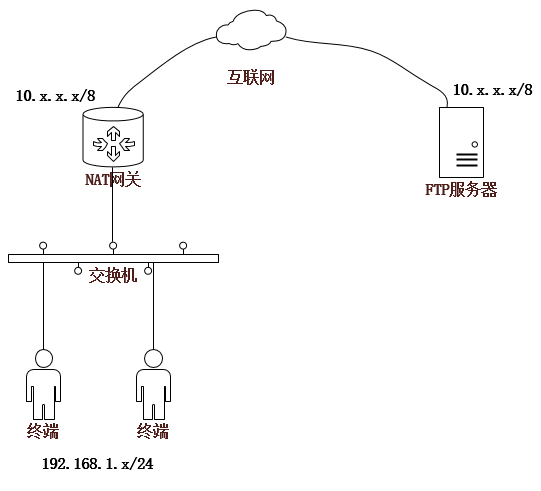 互联网
10.x.x.x/8
10.x.x.x/8
NAT网关
FTP服务器
交换机
终端
终端
192.168.1.x/24